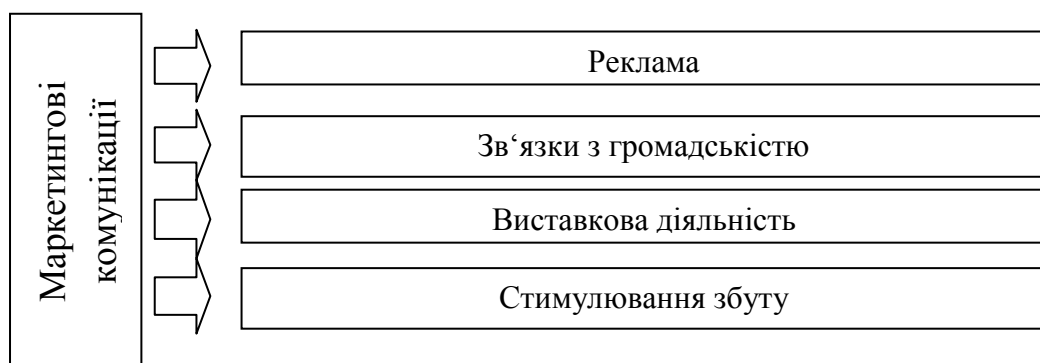 Маркетингові
комунікації
Реклама
Зв‘язки з громадськістю
Виставкова діяльність
Стимулювання збуту